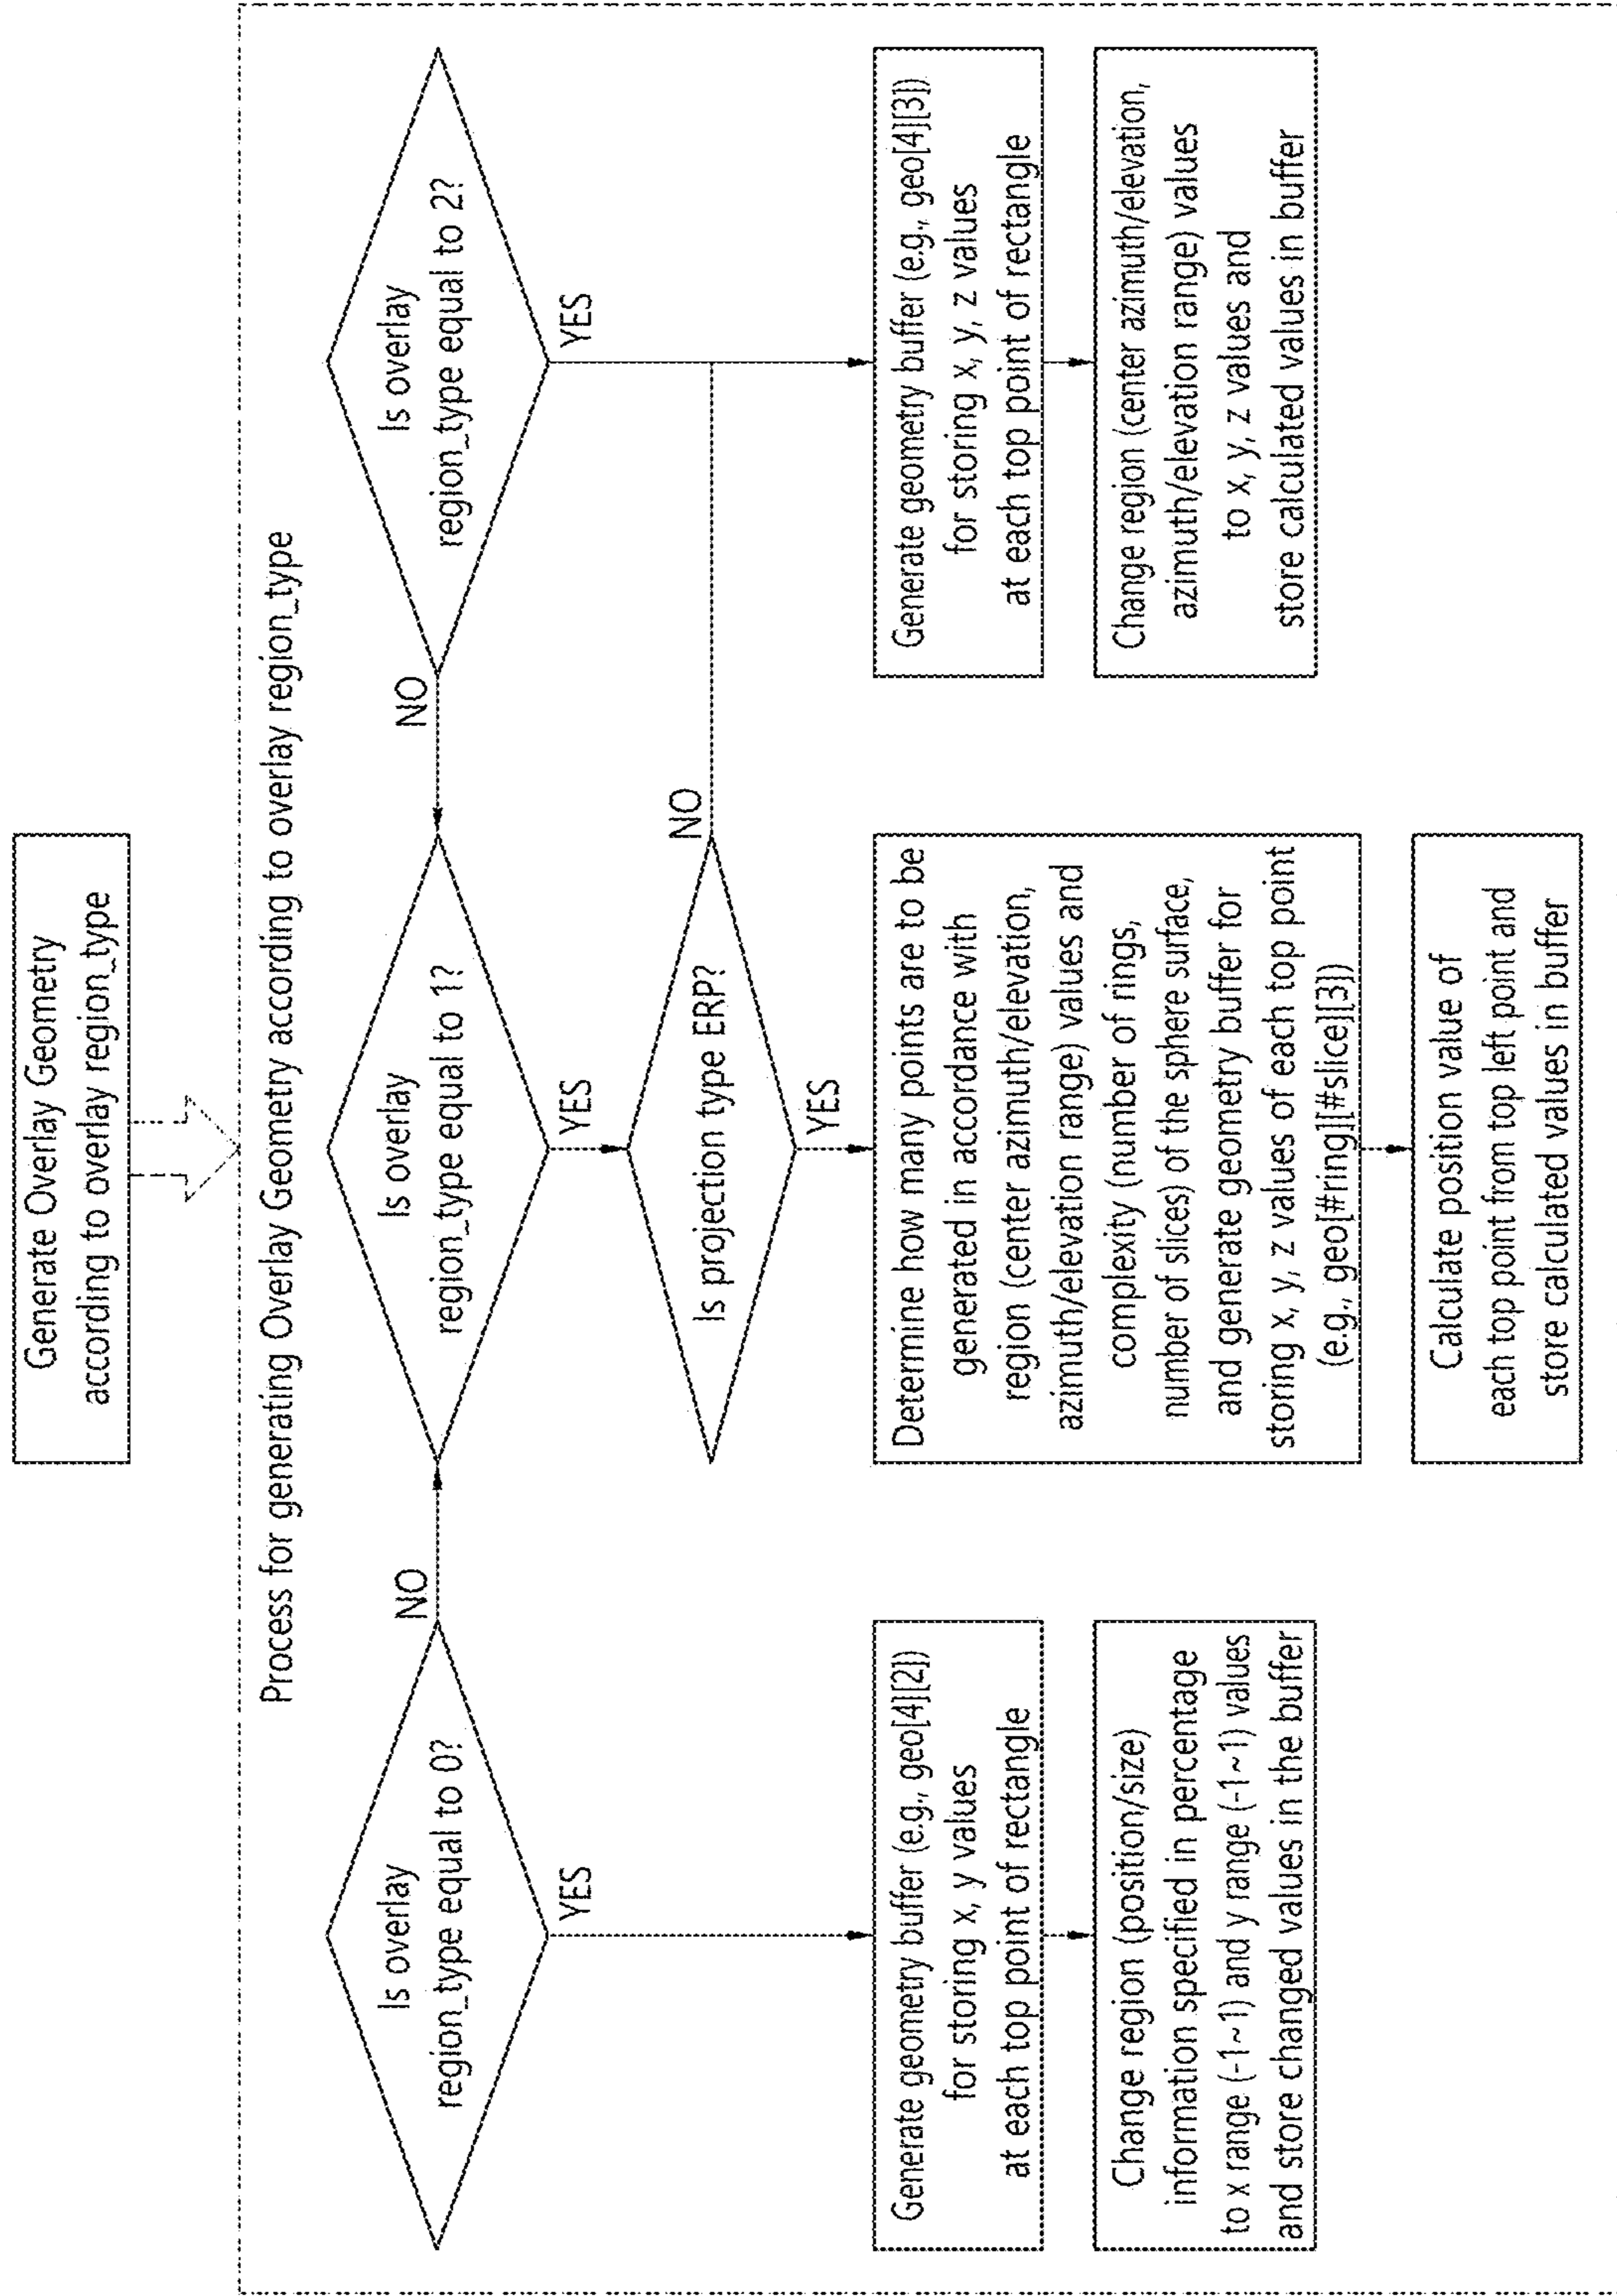 Generate Overlay Geometry
according to overlay region_type
Process for generating Overlay Geometry according to overlay region_type
Is overlay
region_type equal to 0?
NO
YES
Is overlay
region_type equal to 1?
YES
Is overlay
region_type equal to 2?
NO
YES
Is projection type ERP?
NO
YES
Generate geometry buffer (e.g., geo[4][2])
for storing x, y values
at each top point of rectangle
Change region (position/size)
information specified in percentage
to x range (-1~1) and y range (-1~1) values
and store changed values in the buffer
Determine how many points are to be
generated in accordance with
region (center azimuth/elevation,
azimuth/elevation range) values and
complexity (number of rings,
number of slices) of the sphere surface,
and generate geometry buffer for
storing x, y, z values of each top point
(e.g., geo[#ring][#slice][3])
Calculate position value of
each top point from top left point and
store calculated values in buffer
Generate geometry buffer (e.g., geo[4][3])
for storing x, y, z values
at each top point of rectangle
Change region (center azimuth/elevation,
azimuth/elevation range) values
to x, y, z values and
store calculated values in buffer